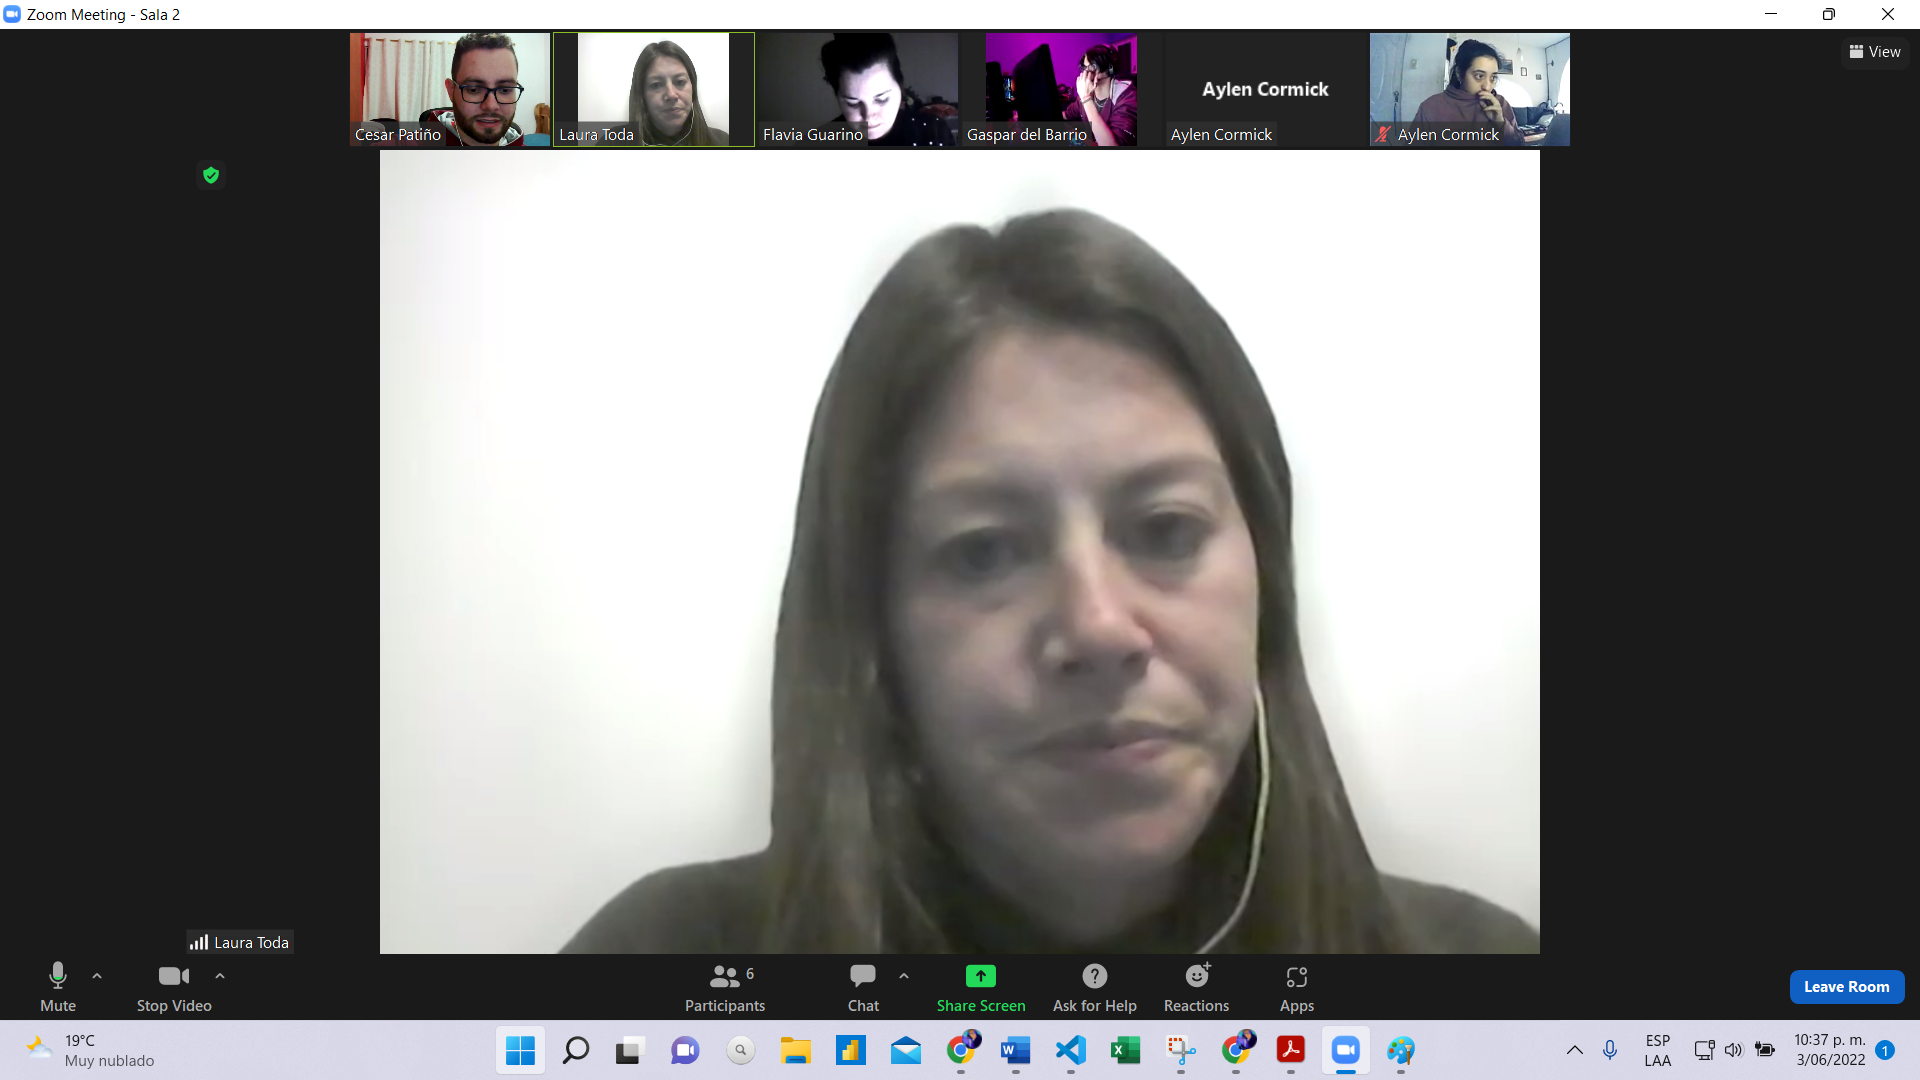 Zoom Meeting - Sala 2
View
Cesar Patiño
Laura Toda
Flavia Guarino
Gaspar del Barrio
Aylen Cormick
Aylen Cormick
Aylen Cormick
Laura Toda
Mute
Stop Video
6
Participants
Chat
Share Screen
Ask for Help
Reactions
Apps
Leave Room
19°C
Muy nublado
ESP
LAA
10:37 p. m.
3/06/2022
1